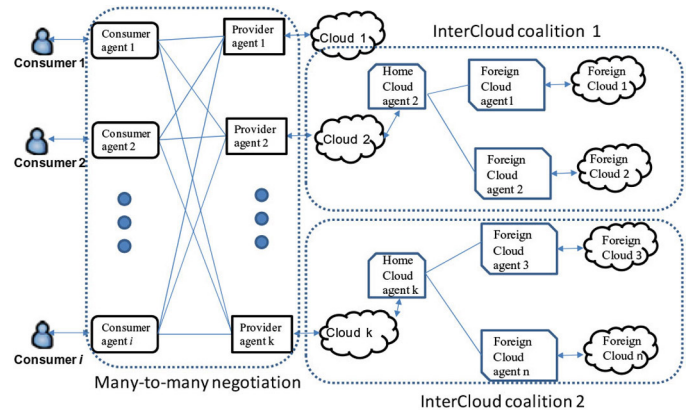 Consumer 1
Consumer
agent 1
Provider
agent 1
Cloud 1
InterCloud coalition 1
Home
Cloud
agent 2
Foreign
Cloud
agent1
Foreign
Cloud 1
Consumer 2
Consumer
agent 2
Provider
agent 2
Cloud 2
Foreign
Cloud
agent 2
Foreign
Cloud 2
Home
Cloud
agent k
Foreign
Cloud
agent 3
Foreign
Cloud 3
Consumer i
Consumer
agent i
Provider
agent k
Cloud k
Foreign
Cloud
agent n
Foreign
Cloud n
Many-to-many negotiation
InterCloud coalition 2